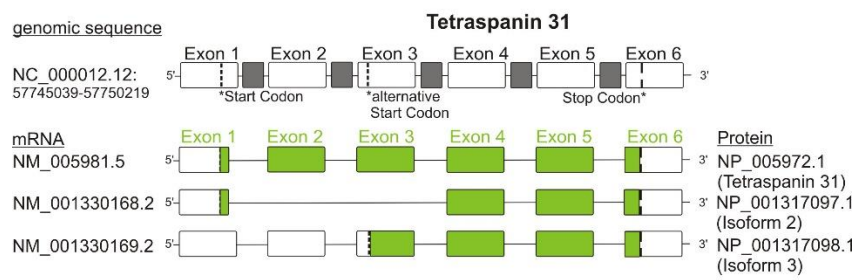 Tetraspanin 31
genomic sequence
Exon 1 Exon 2 Exon 3 Exon 4 Exon 5 Exon 6
NC_000012.12: 5' 3'
57745039-57750219
*Start Codon *alternative Start Codon Stop Codon*
mRNA Exon 1 Exon 2 Exon 3 Exon 4 Exon 5 Exon 6 Protein
NM_005981.5 5' 3' NP_005972.1
(Tetraspanin 31)
NM_001330168.2 5' 3' NP_001317097.1
(Isoform 2)
NM_001330169.2 5' 3' NP_001317098.1
(Isoform 3)